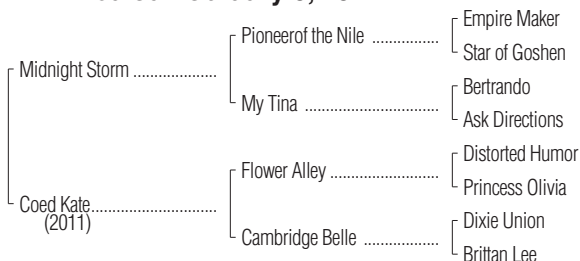 Empire Maker
Pioneerof the Nile ..................
Star of Goshen
Midnight Storm .....................
Bertrando
My Tina ..................................
Ask Directions
Distorted Humor
Flower Alley ...........................
Princess Olivia
Coed Kate................................
(2011)
Dixie Union
Cambridge Belle ...................
Brittan Lee